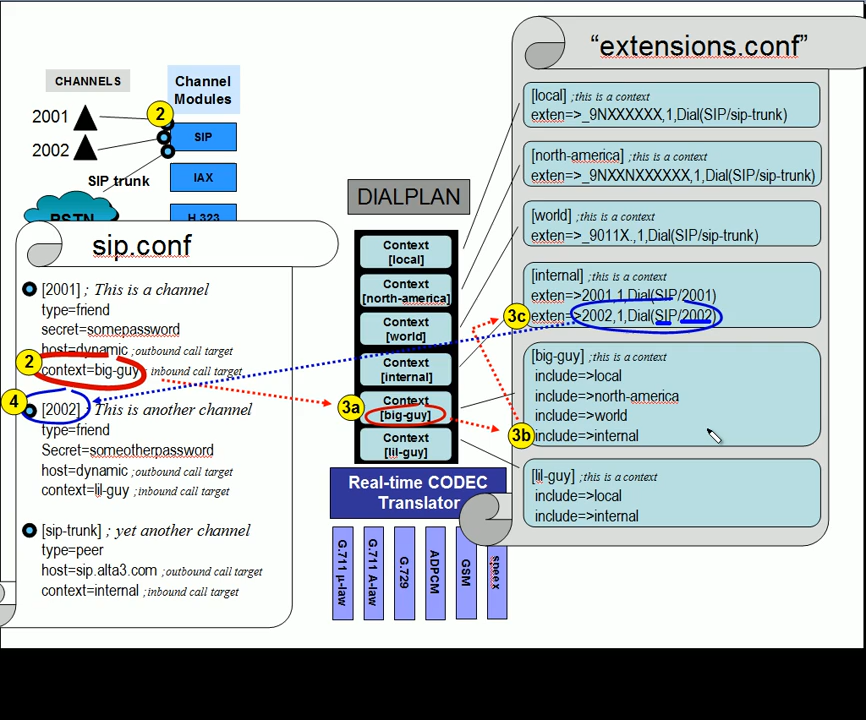 “extensions.conf”
CHANNELS
Channel
Modules
2001
2002
2
SIP
SIP trunk
IAX
PSTN
H.323
sip.conf
[2001] ; This is a channel
type=friend
secret=somepassword
host=dynamic ;outbound call target
2
context=big-guy ;inbound call target
4
[2002] ; This is another channel
type=friend
Secret=someotherpassword
host=dynamic ;outbound call target
context=lil-guy ;inbound call target
[sip-trunk] ; yet another channel
type=peer
host=sip.alta3.com ;outbound call target
context=internal ;inbound call target
DIALPLAN
Context
[local]
Context
[north-america]
Context
[world]
Context
[internal]
3a
Context
[big-guy]
Context
[lil-guy]
Real-time CODEC
Translator
G.711 µ-law
G.711 A-law
G.729
ADPCM
GSM
speex
[local] ;this is a context
exten=>_9NXXXXXX,1,Dial(SIP/sip-trunk)
[north-america] ;this is a context
exten=>_9NXXNXXXXXX,1,Dial(SIP/sip-trunk)
[world] ;this is a context
exten=>_9011X.,1,Dial(SIP/sip-trunk)
[internal] ;this is a context
exten=>2001,1,Dial(SIP/2001)
3c
exten=>2002,1,Dial(SIP/2002)
[big-guy] ;this is a context
include=>local
include=>north-america
include=>world
3b
include=>internal
[lil-guy] ;this is a context
include=>local
include=>internal